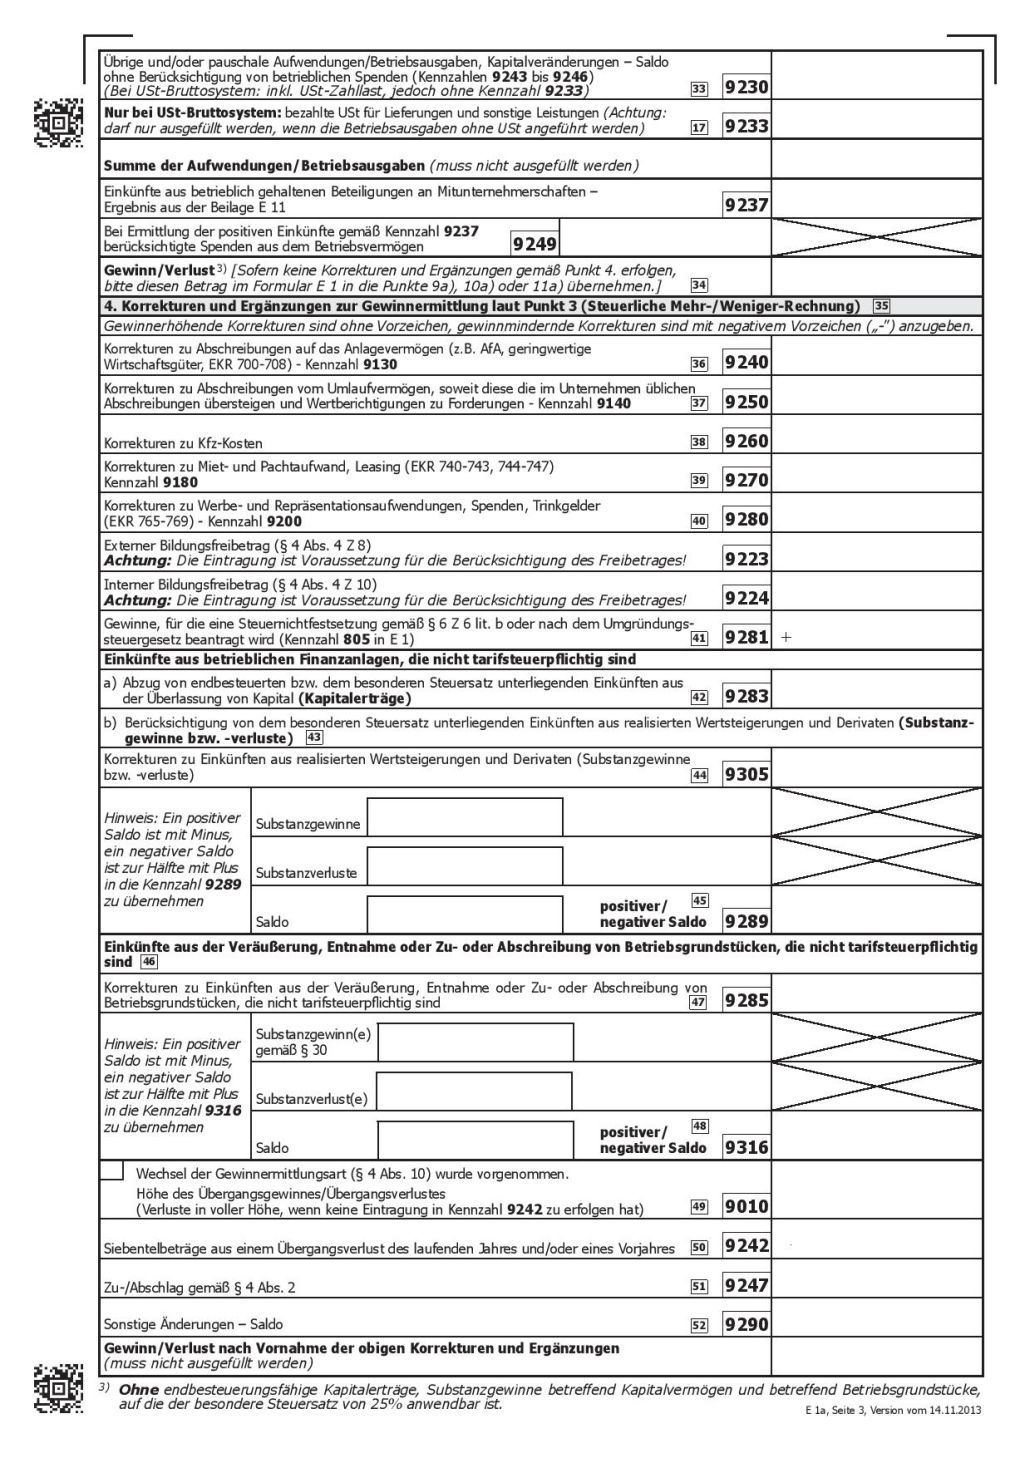 Übrige und/oder pauschale Aufwendungen/Betriebsausgaben, Kapitalveränderungen – Saldo
ohne Berücksichtigung von betrieblichen Spenden (Kennzahlen 9243 bis 9246)
(Bei USt-Bruttosystem: inkl. USt-Zahllast, jedoch ohne Kennzahl 9233) 33 9230
Nur bei USt-Bruttosystem: bezahlte USt für Lieferungen und sonstige Leistungen (Achtung:
darf nur ausgefüllt werden, wenn die Betriebsausgaben ohne USt angeführt werden) 17 9233
Summe der Aufwendungen/Betriebsausgaben (muss nicht ausgefüllt werden)
Einkünfte aus betrieblich gehaltenen Beteiligungen an Mitunternehmerschaften –
Ergebnis aus der Beilage E 11 9237
Bei Ermittlung der positiven Einkünfte gemäß Kennzahl 9237
berücksichtigte Spenden aus dem Betriebsvermögen 9249
Gewinn/Verlust 3) [Sofern keine Korrekturen und Ergänzungen gemäß Punkt 4. erfolgen,
bitte diesen Betrag im Formular E 1 in die Punkte 9a), 10a) oder 11a) übernehmen.] 34
4. Korrekturen und Ergänzungen zur Gewinnermittlung laut Punkt 3 (Steuerliche Mehr-/Weniger-Rechnung) 35
Gewinnerhöhende Korrekturen sind ohne Vorzeichen, gewinnmindernde Korrekturen sind mit negativem Vorzeichen („-") anzugeben.
Korrekturen zu Abschreibungen auf das Anlagevermögen (z.B. AfA, geringwertige
Wirtschaftsgüter, EKR 700-708) - Kennzahl 9130 36 9240
Korrekturen zu Abschreibungen vom Umlaufvermögen, soweit diese die im Unternehmen üblichen
Abschreibungen übersteigen und Wertberichtigungen zu Forderungen - Kennzahl 9140 37 9250
Korrekturen zu Kfz-Kosten 38 9260
Korrekturen zu Miet- und Pachtaufwand, Leasing (EKR 740-743, 744-747)
Kennzahl 9180 39 9270
Korrekturen zu Werbe- und Repräsentationsaufwendungen, Spenden, Trinkgelder
(EKR 765-769) - Kennzahl 9200 40 9280
Externer Bildungsfreibetrag (§ 4 Abs. 4 Z 8)
Achtung: Die Eintragung ist Voraussetzung für die Berücksichtigung des Freibetrages! 9223
Interner Bildungsfreibetrag (§ 4 Abs. 4 Z 10)
Achtung: Die Eintragung ist Voraussetzung für die Berücksichtigung des Freibetrages! 9224
Gewinne, für die eine Steuernichtfestsetzung gemäß § 6 Z 6 lit. b oder nach dem Umgründungs-
steuergesetz beantragt wird (Kennzahl 805 in E 1) 41 9281 +
Einkünfte aus betrieblichen Finanzanlagen, die nicht tarifsteuerpflichtig sind
a) Abzug von endbesteuerten bzw. dem besonderen Steuersatz unterliegenden Einkünften aus
der Überlassung von Kapital (Kapitalerträge) 42 9283
b) Berücksichtigung von dem besonderen Steuersatz unterliegenden Einkünften aus realisierten Wertsteigerungen und Derivaten (Substanz-
gewinne bzw. -verluste) 43
Korrekturen zu Einkünften aus realisierten Wertsteigerungen und Derivaten (Substanzgewinne
bzw. -verluste) 44 9305
Hinweis: Ein positiver
Saldo ist mit Minus,
ein negativer Saldo
ist zur Hälfte mit Plus
in die Kennzahl 9289
zu übernehmen
Substanzgewinne
Substanzverluste
Saldo
positiver/ 45
negativer Saldo 9289
Einkünfte aus der Veräußerung, Entnahme oder Zu- oder Abschreibung von Betriebsgrundstücken, die nicht tarifsteuerpflichtig
sind 46
Korrekturen zu Einkünften aus der Veräußerung, Entnahme oder Zu- oder Abschreibung von
Betriebsgrundstücken, die nicht tarifsteuerpflichtig sind 47 9285
Hinweis: Ein positiver
Saldo ist mit Minus,
ein negativer Saldo
ist zur Hälfte mit Plus
in die Kennzahl 9316
zu übernehmen
Substanzgewinn(e)
gemäß § 30
Substanzverlust(e)
Saldo
positiver/ 48
negativer Saldo 9316
Wechsel der Gewinnermittlungsart (§ 4 Abs. 10) wurde vorgenommen.
Höhe des Übergangsgewinnes/Übergangsverlustes
(Verluste in voller Höhe, wenn keine Eintragung in Kennzahl 9242 zu erfolgen hat) 49 9010
Siebentelbeträge aus einem Übergangsverlust des laufenden Jahres und/oder eines Vorjahres 50 9242
Zu-/Abschlag gemäß § 4 Abs. 2 51 9247
Sonstige Änderungen – Saldo 52 9290
Gewinn/Verlust nach Vornahme der obigen Korrekturen und Ergänzungen
(muss nicht ausgefüllt werden)
3) Ohne endbesteuerungsfähige Kapitalerträge, Substanzgewinne betreffend Kapitalvermögen und betreffend Betriebsgrundstücke,
auf die der besondere Steuersatz von 25% anwendbar ist.
E 1a, Seite 3, Version vom 14.11.2013